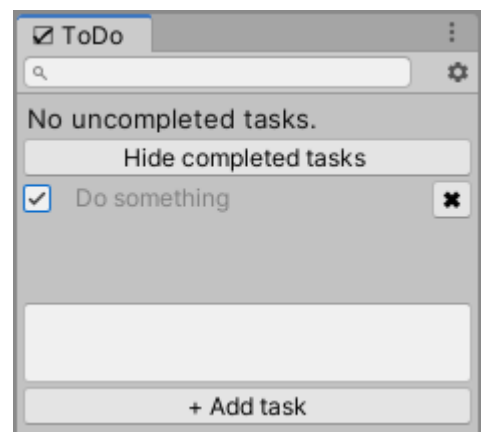 ToDo
No uncompleted tasks.
Hide completed tasks
Do something
+ Add task